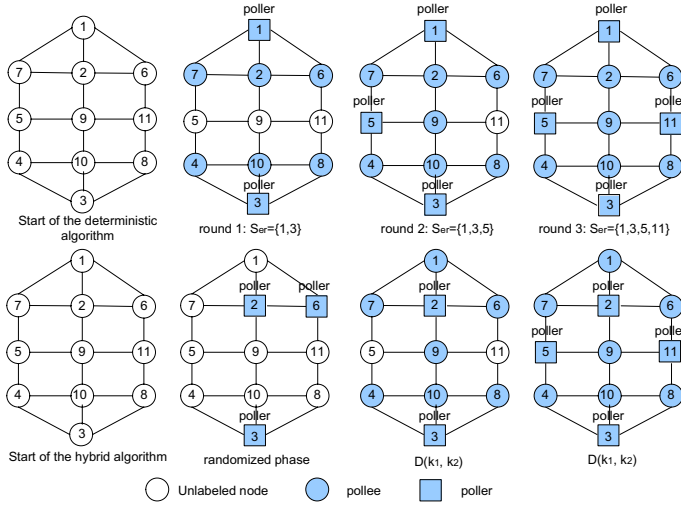 poller poller poller
1 1 1 1
7 2 6 7 2 6 7 2 6 7 2 6
poller poller poller
5 9 11 5 9 11 5 9 11 5 9 11
4 10 8 4 10 8 4 10 8 4 10 8
poller poller poller
3 3 3 3
Start of the deterministic
algorithm
round 1: Ser={1,3} round 2: Ser={1,3,5} round 3: Ser={1,3,5,11}
1 1 1 1
poller poller poller poller
7 2 6 7 2 6 7 2 6 7 2 6
poller poller
5 9 11 5 9 11 5 9 11 5 9 11
4 10 8 4 10 8 4 10 8 4 10 8
poller poller poller
3 3 3 3
Start of the hybrid algorithm randomized phase D(k1, k2) D(k1, k2)
Unlabeled node pollee poller